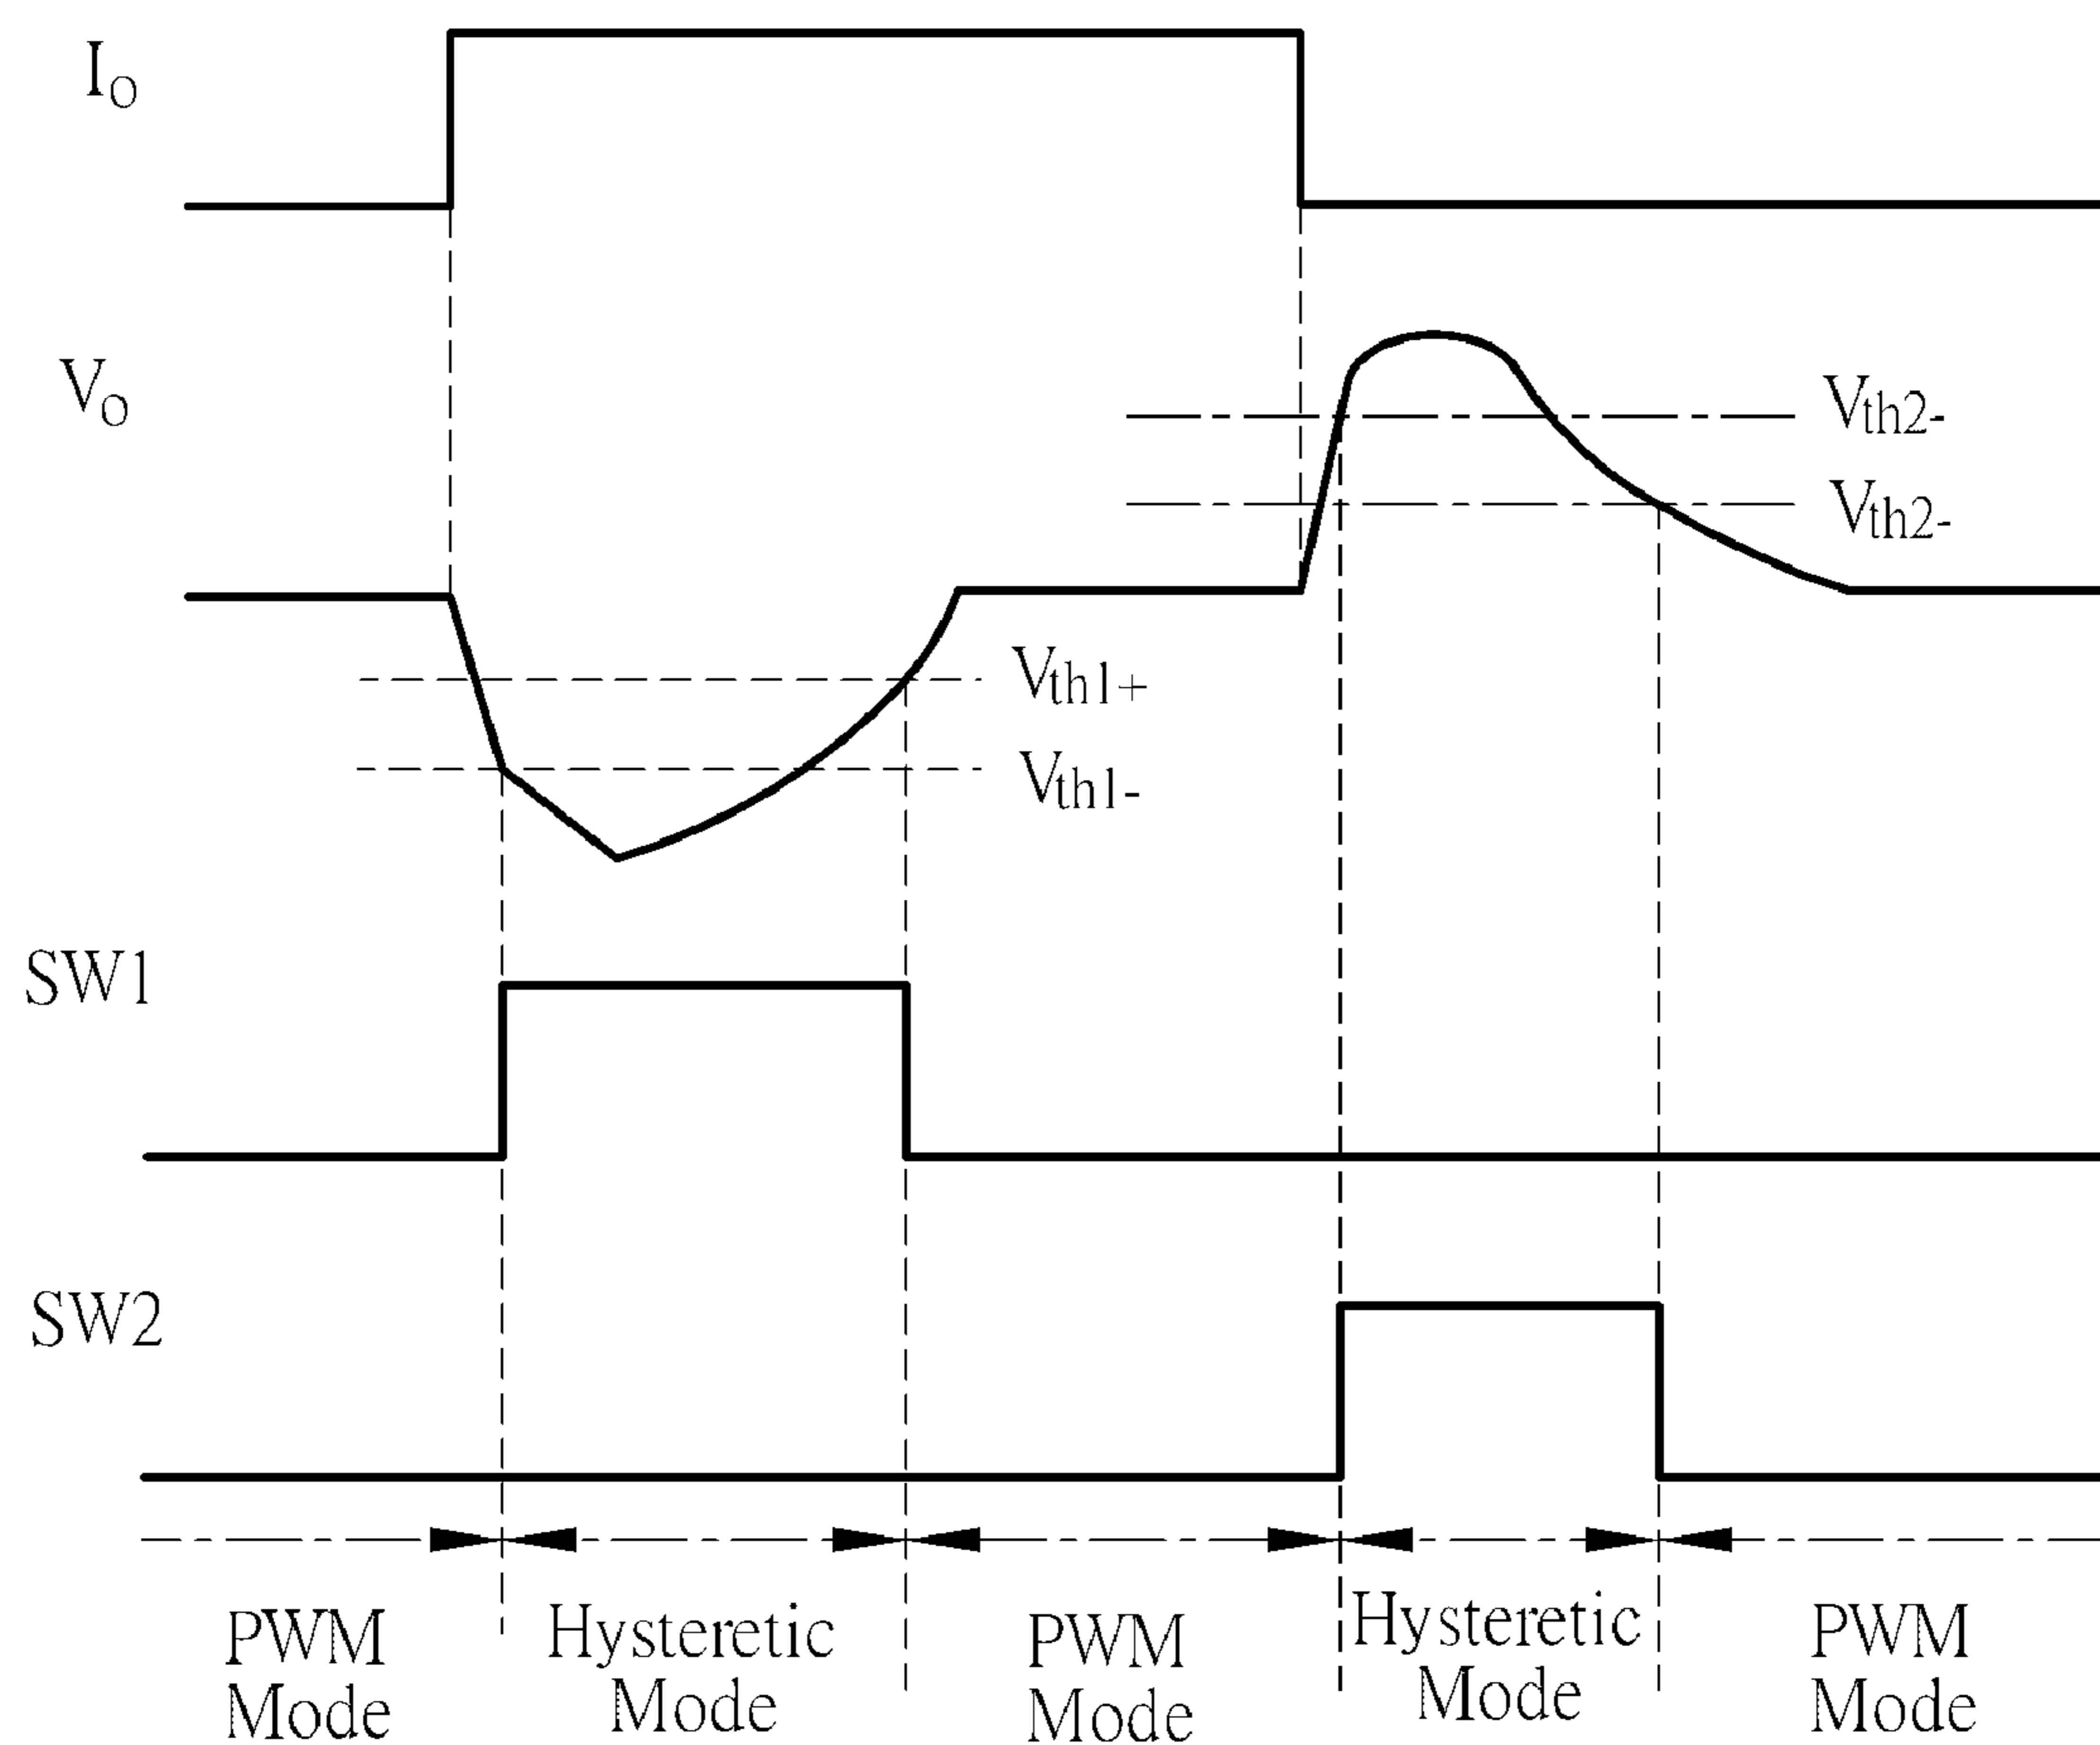 IO
VO
Vth2-
Vth2-
Vth1+
Vth1-
SW1
SW2
PWM
Mode
Hysteretic
Mode
PWM
Mode
Hysteretic
Mode
PWM
Mode